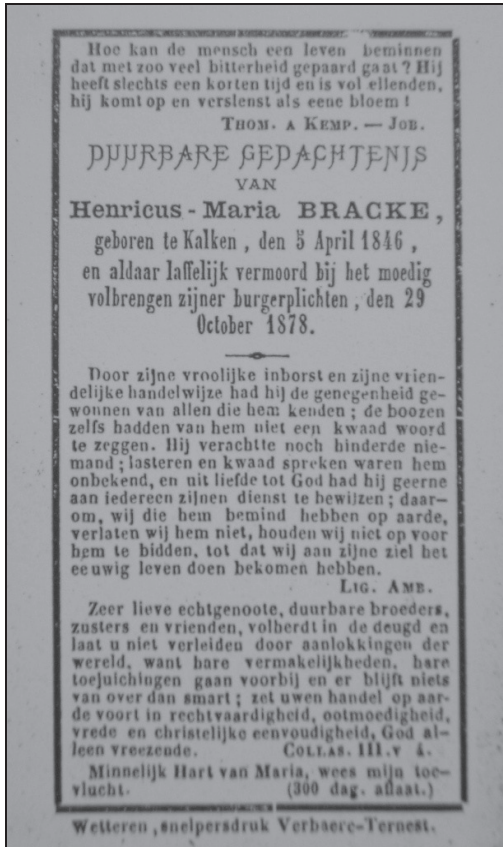 Hoe kan de mensch een leven beminnen
dat met zoo veel bitterheid gepaard gaat? Hij
heeft slechts een korten tijd en is vol ellenden,
hij komt op en verslenst als eene bloem!
THOM. A KEMP. — JOB.
DUURBARE GEDACHTENIS
VAN
Henricus-Maria BRACKE,
geboren te Kalken, den 5 April 1846,
en aldaar laffelijk vermoord bij het moedig
volbrengen zijner burgerplichten, den 29
October 1878.
Door zijne vroolijke inborst en zijne vrien-
delijke handelwijze had hij de genegenheid ge-
wonnen van allen die hem kenden; de boozen
zelfs hadden van hem niet een kwaad woord
te zeggen. Hij verachtte noch hinderde nie-
mand; lasteren en kwaad spreken waren hem
onbekend, en uit liefde tot God had hij geerne
aan iedereen zijnen dienst te bewijzen; daar-
om, wij die hem bemind hebben op aarde,
verlaten wij hem niet, houden wij niet op voor
hem te bidden, tot dat wij aan zijne ziel het
eeuwig leven doen bekomen hebben.
LIG. AMB.
Zeer lieve echtgenoote, duurbare broeders,
zusters en vrienden, volherdt in de deugd en
laat u niet verleiden door aanlokkingen der
wereld, want hare vermakelijkheden, hare
toejuichingen gaan voorbij en er blijft niets
van over dan smart; zet uwen handel op aar-
de voort in rechtvaardigheid, ootmoedigheid,
vrede en christelijke eenvoudigheid, God al-
leen vreezende. COLLAS. III. v 4.
Minnelijk Hart van Maria, wees mijn toe-
vlucht. (300 dag. aflaat.)
Wetteren, snelpersdruk Verbaere-Ternest.